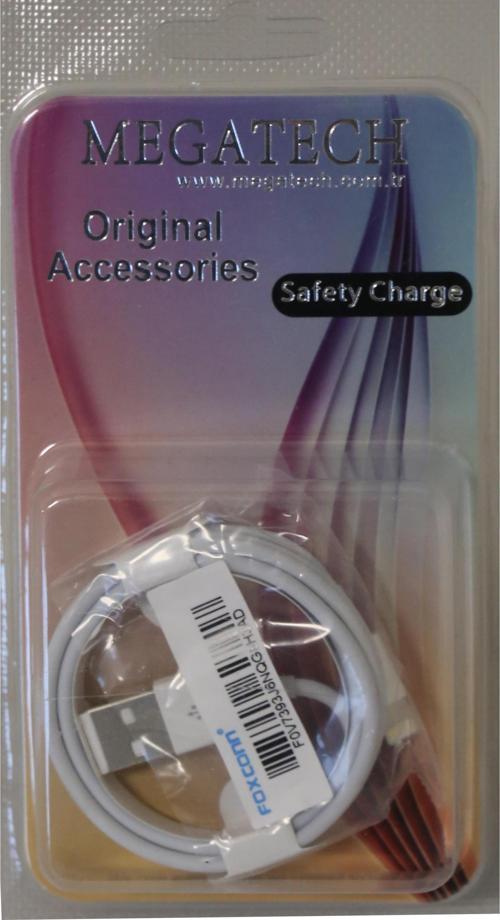 MEGATECH
www.megatech.com.tr
Original
Accessories
Safety Charge
FOXCONN